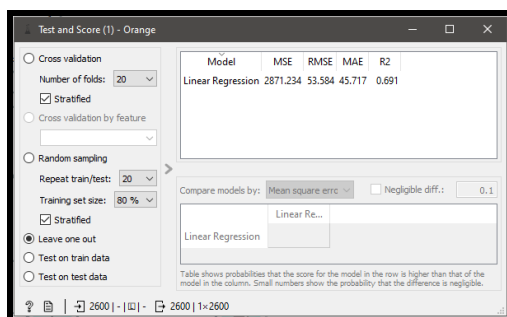 Test and Score (1) - Orange
Cross validation
Number of folds: 20
Stratified
Cross validation by feature
Random sampling
Repeat train/test: 20
Training set size: 80 %
Stratified
Leave one out
Test on train data
Test on test data
Model MSE RMSE MAE R2
Linear Regression 2871.234 53.584 45.717 0.691
Compare models by: Mean square errc Negligible diff.: 0.1
Linear Re...
Linear Regression
Table shows probabilities that the score for the model in the row is higher than that of the
model in the column. Small numbers show the probability that the difference is negligible.
? 2600 | - | - 2600 | 1×2600